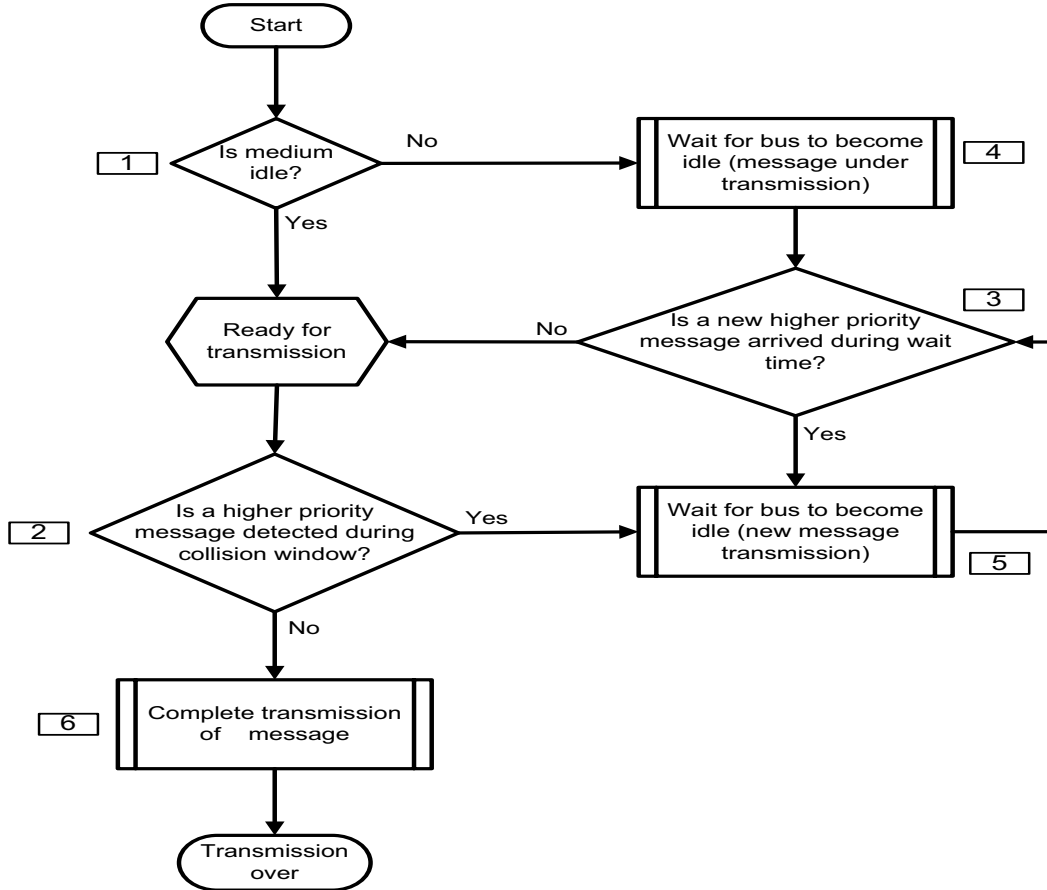 Start
1
Is medium
idle?
No
Yes
Wait for bus to become
idle (message under
transmission)
4
Ready for
transmission
No
3
Is a new higher priority
message arrived during wait
time?
Yes
2
Is a higher priority
message detected during
collision window?
Yes
No
Wait for bus to become
idle (new message
transmission)
5
6
Complete transmission
of message
Transmission
over